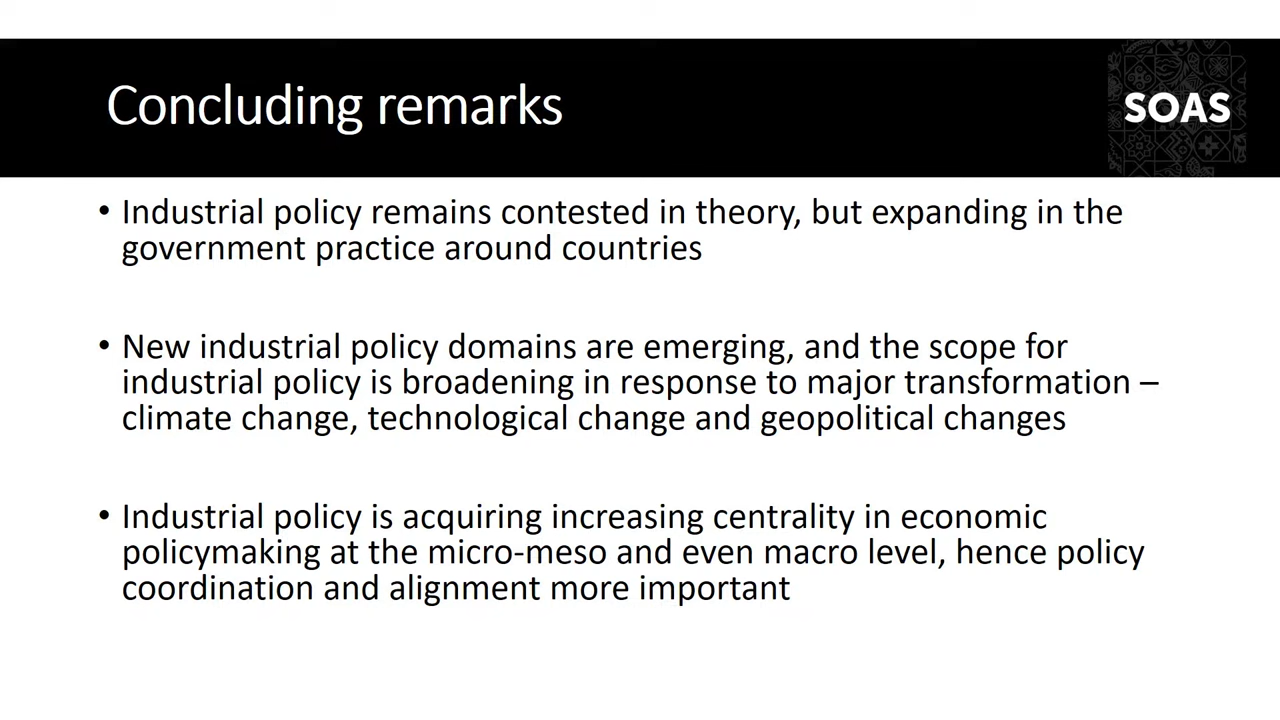 Concluding remarks
SOAS
• Industrial policy remains contested in theory, but expanding in the
government practice around countries
• New industrial policy domains are emerging, and the scope for
industrial policy is broadening in response to major transformation –
climate change, technological change and geopolitical changes
• Industrial policy is acquiring increasing centrality in economic
policymaking at the micro-meso and even macro level, hence policy
coordination and alignment more important